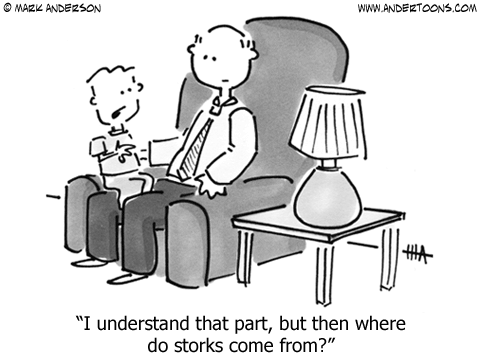 © MARK ANDERSON
WWW.ANDERTOONS.COM
“I understand that part, but then where
do storks come from?”